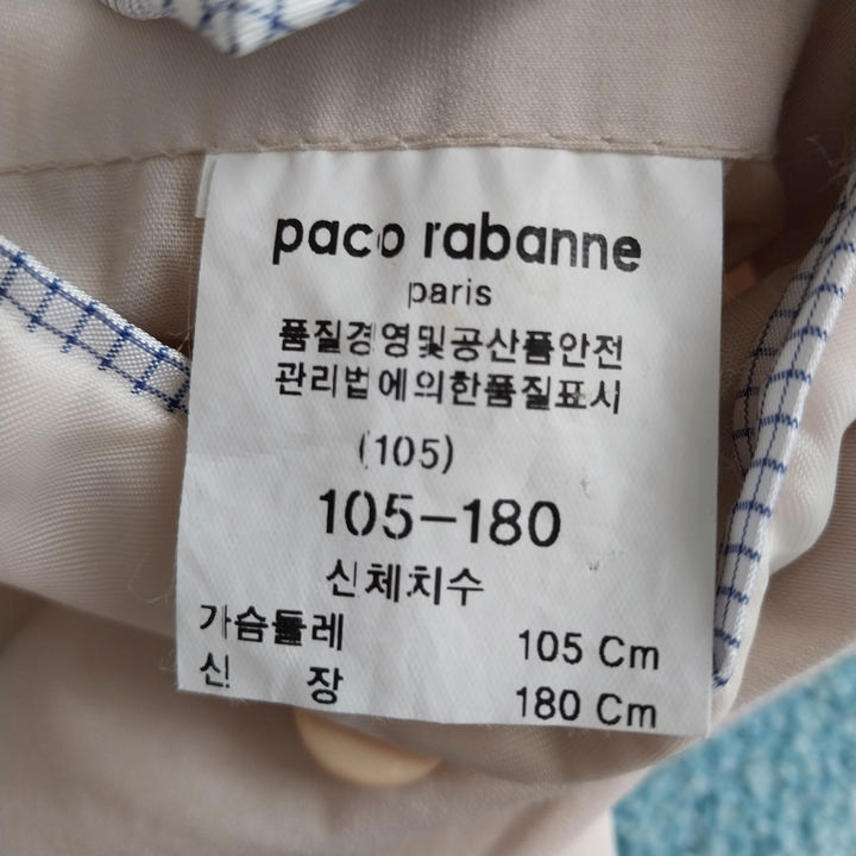 paco rabanne
paris
품질경영및공산품안전
관리법에의한품질표시
(105)
105-180
신체치수
가슴둘레 105 Cm
신 장 180 Cm